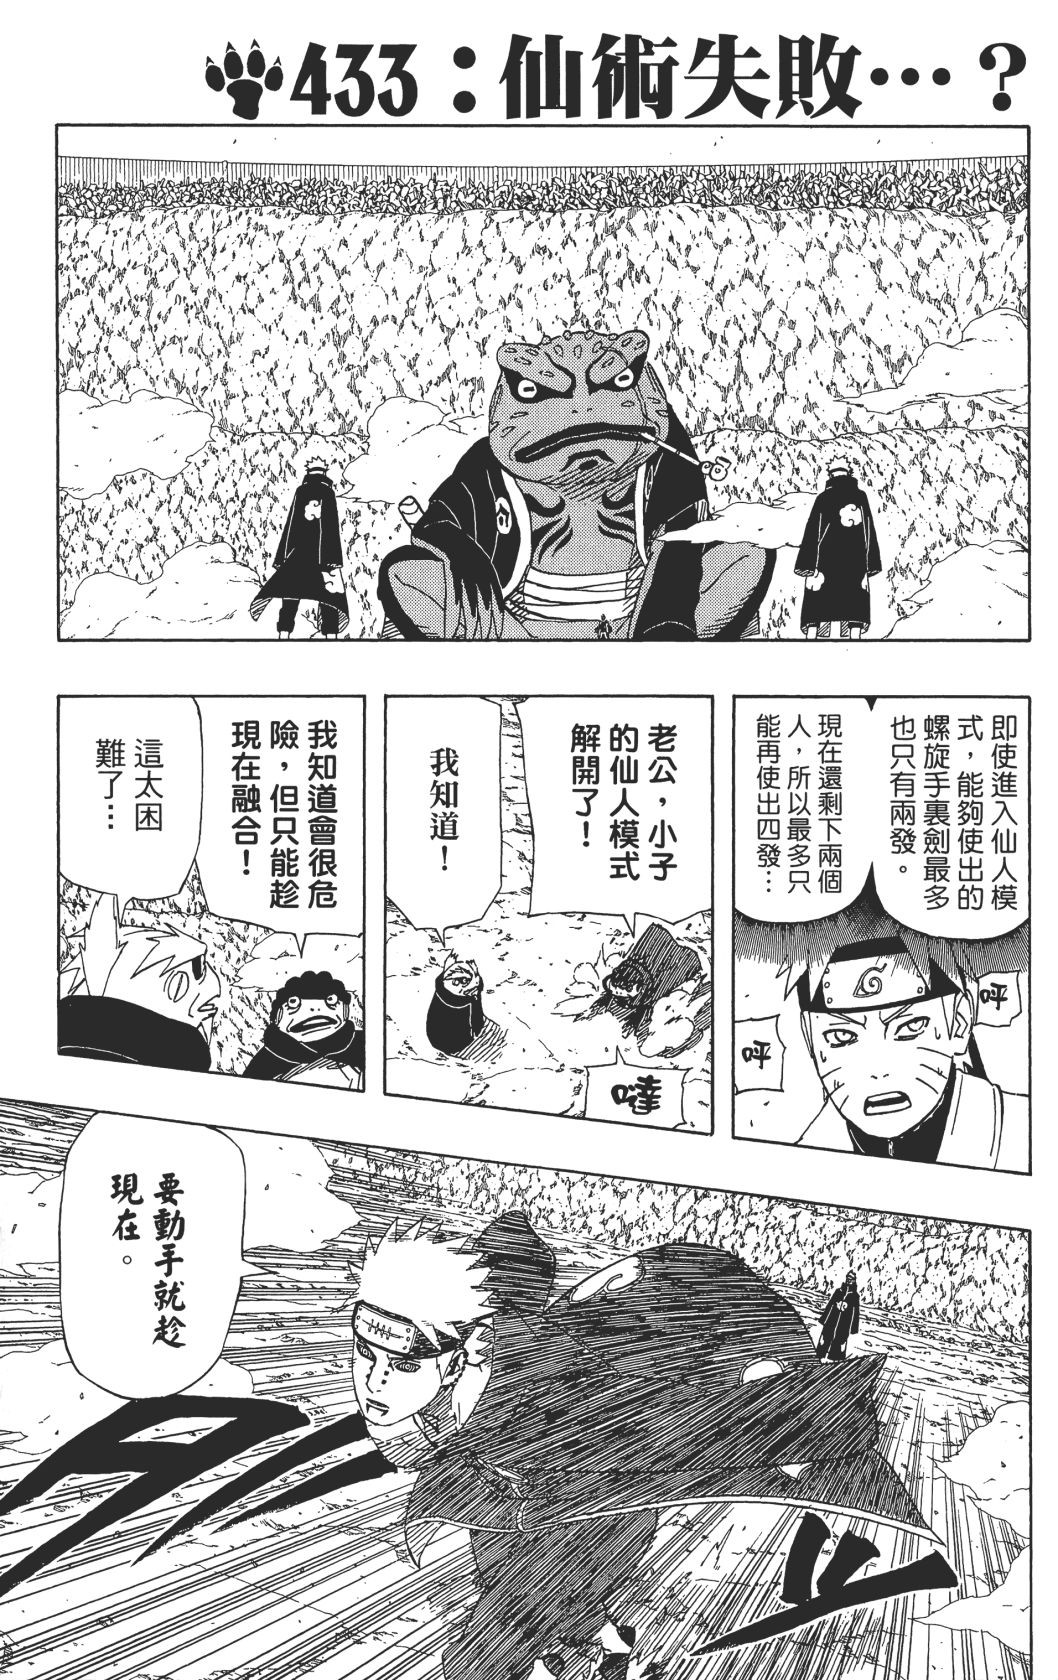 433：仙術失敗…？
即使進入仙人模
式，能夠使出的
螺旋手裏劍最多
也只有兩發。
現在還剩下兩個
人，所以最多只
能再使出四發…
呼
呼
老公，小子
的仙人模式
解開了！
我知道！
噠
我知道會很危
險，但只能趁
現在融合！
這太困
難了…
要動手就趁
現在。
ダッ